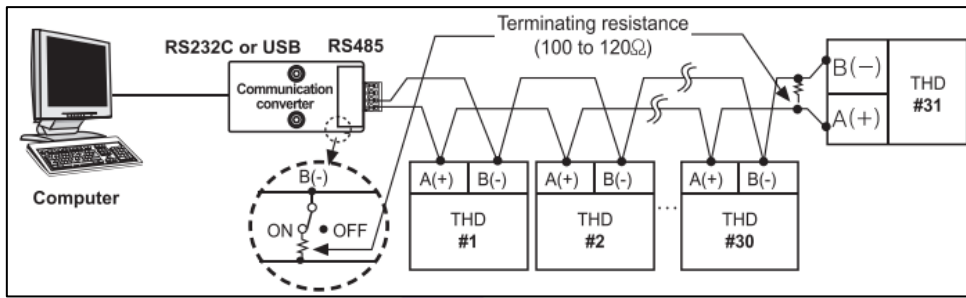 Terminating resistance
(100 to 120Ω)
RS232C or USB
RS485
Communication
converter
Computer
B(-)
ON
OFF
A(+)
B(-)
THD
#1
A(+)
B(-)
THD
#2
...
A(+)
B(-)
THD
#30
B(−)
A(+)
THD
#31